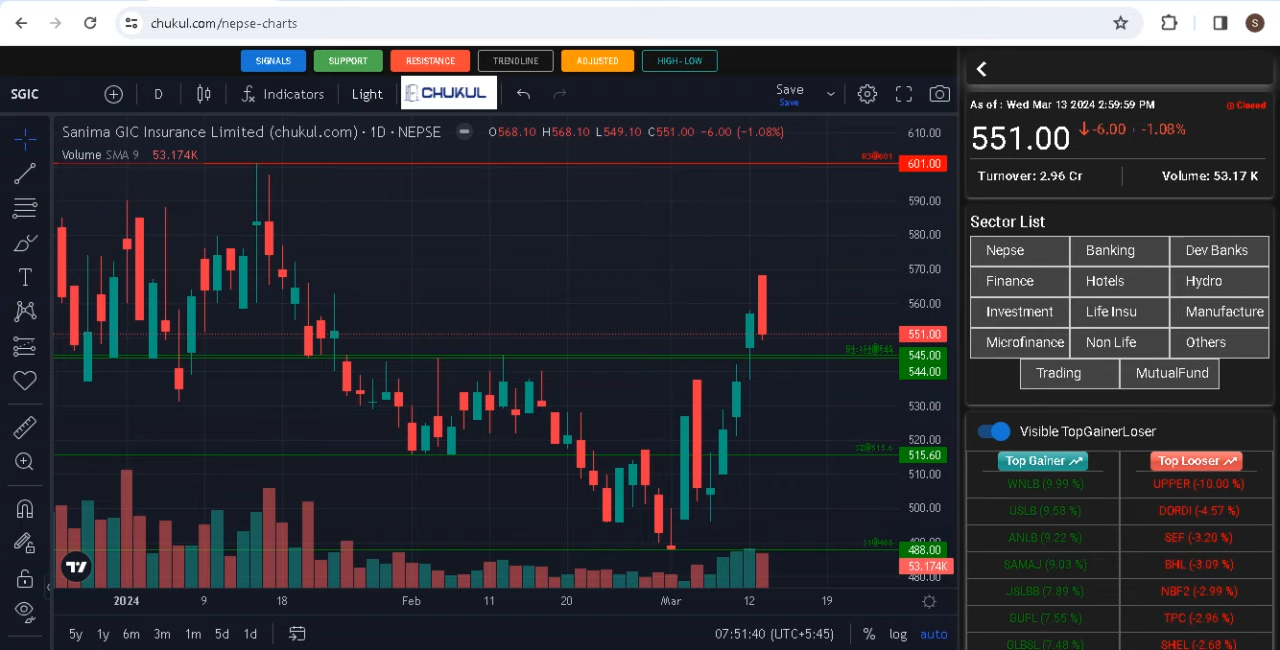 chukul.com/nepse-charts
S
SIGNALS SUPPORT RESISTANCE TRENDLINE ADJUSTED HIGH-LOW
SGIC D Indicators Light CHUKUL Save
Save
Sanima GIC Insurance Limited (chukul.com) · 1D · NEPSE O568.10 H568.10 L549.10 C551.00 -6.00 (-1.08%)
Volume SMA 9 53.174K
610.00
R3@601 601.00
590.00
580.00
570.00
560.00
551.00
545.00
544.00
530.00
520.00
S2@515.6 515.60
510.00
500.00
490.00
S1@488 488.00
53.174K
480.00
2024 9 18 Feb 11 20 Mar 12 19
5y 1y 6m 3m 1m 5d 1d 07:51:40 (UTC+5:45) % log auto
As of : Wed Mar 13 2024 2:59:59 PM Closed
551.00 -6.00 -1.08%
Turnover: 2.96 Cr Volume: 53.17 K
Sector List
Nepse Banking Dev Banks
Finance Hotels Hydro
Investment Life Insu Manufacture
Microfinance Non Life Others
Trading MutualFund
Visible TopGainerLoser
Top Gainer Top Looser
WNLB (9.99 %) UPPER (-10.00 %)
USLB (9.58 %) DORDI (-4.57 %)
ANLB (9.22 %) SEF (-3.20 %)
SAMAJ (9.03 %) BHL (-3.09 %)
JSLBB (7.89 %) NBF2 (-2.99 %)
GUFL (7.55 %) TPC (-2.96 %)
GLBSL (7.48 %) SHEL (-2.68 %)